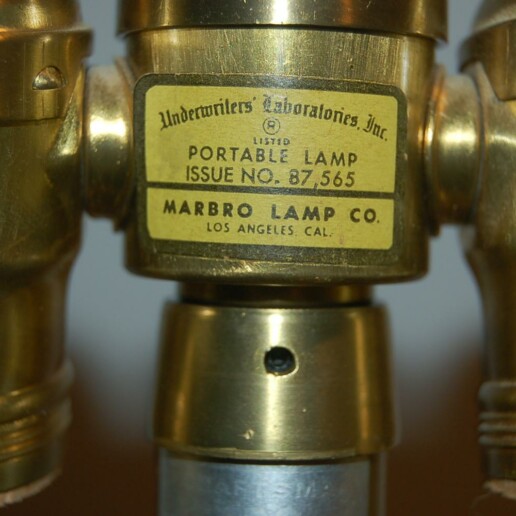 Underwriters' Laboratories, Inc.
®
LISTED
PORTABLE LAMP
ISSUE NO. 87,565
MARBRO LAMP CO.
LOS ANGELES, CAL.